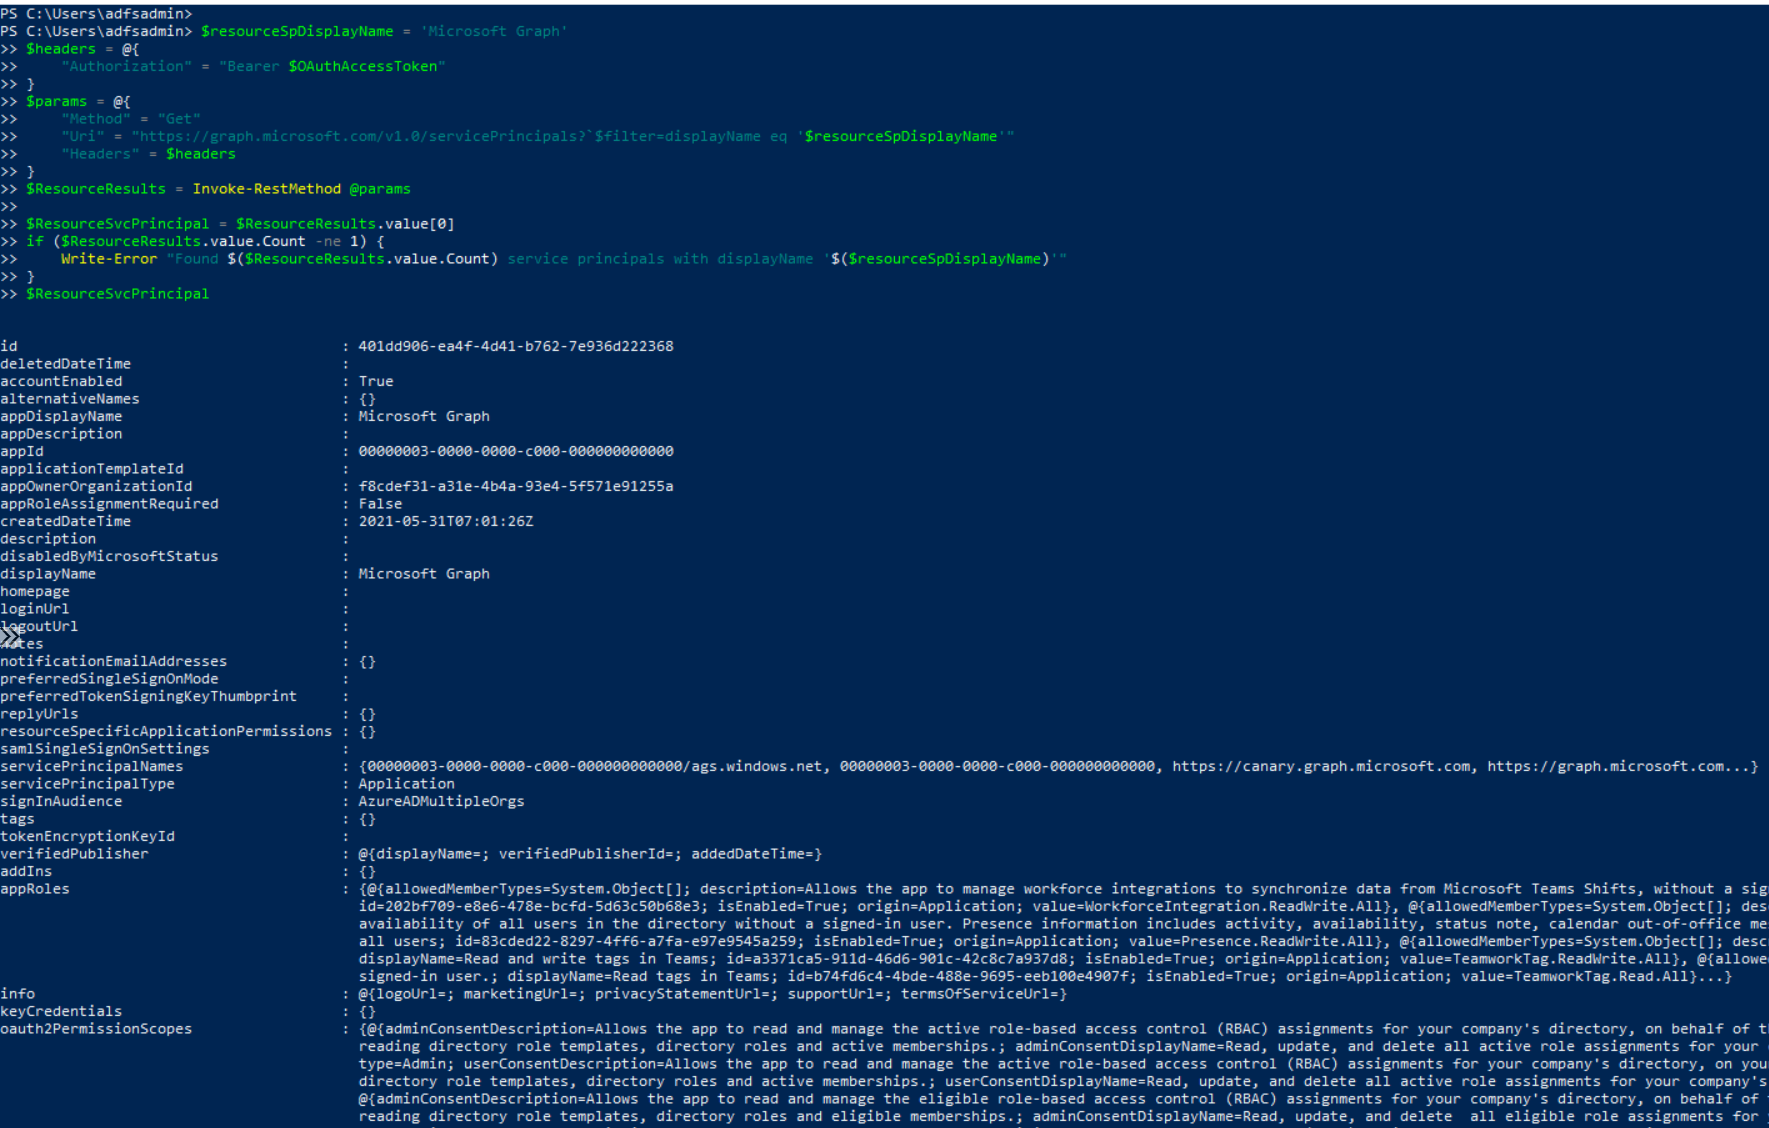 PS C:\Users\adfsadmin>
PS C:\Users\adfsadmin> $resourceSpDisplayName = 'Microsoft Graph'
>> $headers = @{
>>     "Authorization" = "Bearer $OAuthAccessToken"
>> }
>> $params = @{
>>     "Method" = "Get"
>>     "Uri" = "https://graph.microsoft.com/v1.0/servicePrincipals?`$filter=displayName eq '$resourceSpDisplayName'"
>>     "Headers" = $headers
>> }
>> $ResourceResults = Invoke-RestMethod @params
>>
>> $ResourceSvcPrincipal = $ResourceResults.value[0]
>> if ($ResourceResults.value.Count -ne 1) {
>>     Write-Error "Found $($ResourceResults.value.Count) service principals with displayName '$($resourceSpDisplayName)'"
>> }
>> $ResourceSvcPrincipal
id : 401dd906-ea4f-4d41-b762-7e936d222368
deletedDateTime :
accountEnabled : True
alternativeNames : {}
appDisplayName : Microsoft Graph
appDescription :
appId : 00000003-0000-0000-c000-000000000000
applicationTemplateId :
appOwnerOrganizationId : f8cdef31-a31e-4b4a-93e4-5f571e91255a
appRoleAssignmentRequired : False
createdDateTime : 2021-05-31T07:01:26Z
description :
disabledByMicrosoftStatus :
displayName : Microsoft Graph
homepage :
loginUrl :
logoutUrl :
notes :
notificationEmailAddresses : {}
preferredSingleSignOnMode :
preferredTokenSigningKeyThumbprint :
replyUrls : {}
resourceSpecificApplicationPermissions : {}
samlSingleSignOnSettings :
servicePrincipalNames : {00000003-0000-0000-c000-000000000000/ags.windows.net, 00000003-0000-0000-c000-000000000000, https://canary.graph.microsoft.com, https://graph.microsoft.com...}
servicePrincipalType : Application
signInAudience : AzureADMultipleOrgs
tags : {}
tokenEncryptionKeyId :
verifiedPublisher : @{displayName=; verifiedPublisherId=; addedDateTime=}
addIns : {}
appRoles : {@{allowedMemberTypes=System.Object[]; description=Allows the app to manage workforce integrations to synchronize data from Microsoft Teams Shifts, without a sig
id=202bf709-e8e6-478e-bcfd-5d63c50b68e3; isEnabled=True; origin=Application; value=WorkforceIntegration.ReadWrite.All}, @{allowedMemberTypes=System.Object[]; des
availability of all users in the directory without a signed-in user. Presence information includes activity, availability, status note, calendar out-of-office me
all users; id=83cded22-8297-4ff6-a7fa-e97e9545a259; isEnabled=True; origin=Application; value=Presence.ReadWrite.All}, @{allowedMemberTypes=System.Object[]; desc
displayName=Read and write tags in Teams; id=a3371ca5-911d-46d6-901c-42c8c7a937d8; isEnabled=True; origin=Application; value=TeamworkTag.ReadWrite.All}, @{allowe
signed-in user.; displayName=Read tags in Teams; id=b74fd6c4-4bde-488e-9695-eeb100e4907f; isEnabled=True; origin=Application; value=TeamworkTag.Read.All}...}
info : @{logoUrl=; marketingUrl=; privacyStatementUrl=; supportUrl=; termsOfServiceUrl=}
keyCredentials : {}
oauth2PermissionScopes : {@{adminConsentDescription=Allows the app to read and manage the active role-based access control (RBAC) assignments for your company's directory, on behalf of t
reading directory role templates, directory roles and active memberships.; adminConsentDisplayName=Read, update, and delete all active role assignments for your
type=Admin; userConsentDescription=Allows the app to read and manage the active role-based access control (RBAC) assignments for your company's directory, on you
directory role templates, directory roles and active memberships.; userConsentDisplayName=Read, update, and delete all active role assignments for your company's
@{adminConsentDescription=Allows the app to read and manage the eligible role-based access control (RBAC) assignments for your company's directory, on behalf of
reading directory role templates, directory roles and eligible memberships.; adminConsentDisplayName=Read, update, and delete  all eligible role assignments for